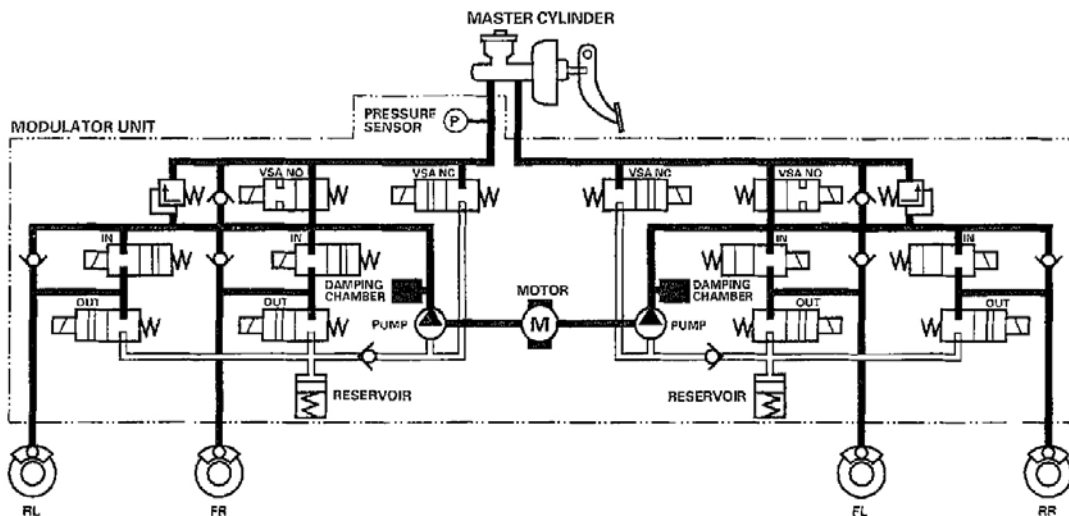 MASTER CYLINDER
PRESSURE
SENSOR
P
MODULATOR UNIT
VSA NO
VSA NC
VSA NC
VSA NO
IN
IN
IN
IN
DAMPING
CHAMBER
MOTOR
DAMPING
CHAMBER
OUT
OUT
PUMP
M
PUMP
OUT
OUT
RESERVOIR
RESERVOIR
RL
FR
FL
RR